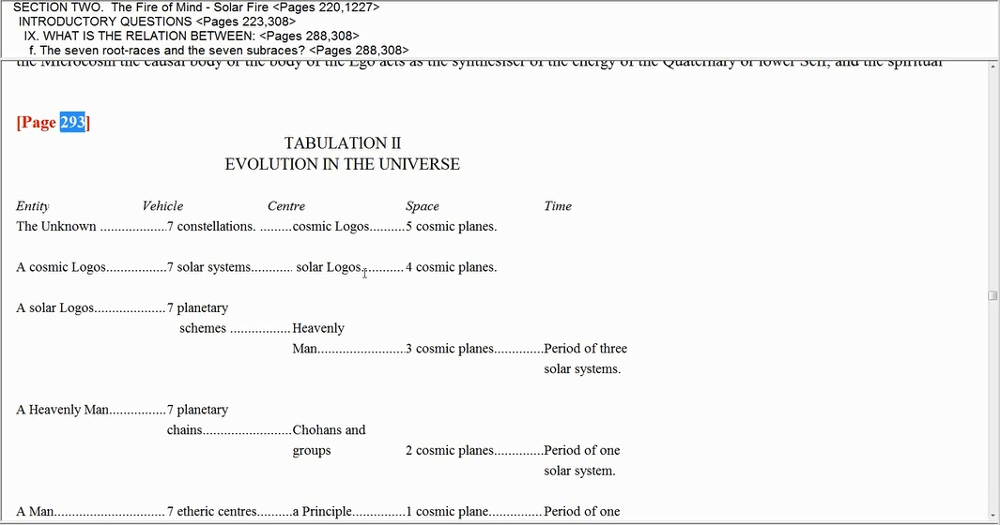 SECTION TWO.  The Fire of Mind - Solar Fire <Pages 220,1227>
INTRODUCTORY QUESTIONS <Pages 223,308>
IX. WHAT IS THE RELATION BETWEEN: <Pages 288,308>
f. The seven root-races and the seven subraces? <Pages 288,308>
the Microcosm the causal body of the body of the Ego acts as the synthesiser of the energy of the Quaternary or lower Self, and the spiritual
[Page 293]
TABULATION II
EVOLUTION IN THE UNIVERSE
Entity Vehicle Centre Space Time
The Unknown ...................7 constellations. .........cosmic Logos..........5 cosmic planes.
A cosmic Logos.................7 solar systems............ solar Logos............4 cosmic planes.
A solar Logos.....................7 planetary
schemes .................Heavenly
Man.........................3 cosmic planes..............Period of three
solar systems.
A Heavenly Man................7 planetary
chains.........................Chohans and
groups 2 cosmic planes..............Period of one
solar system.
A Man................................7 etheric centres..........a Principle...............1 cosmic plane................Period of one